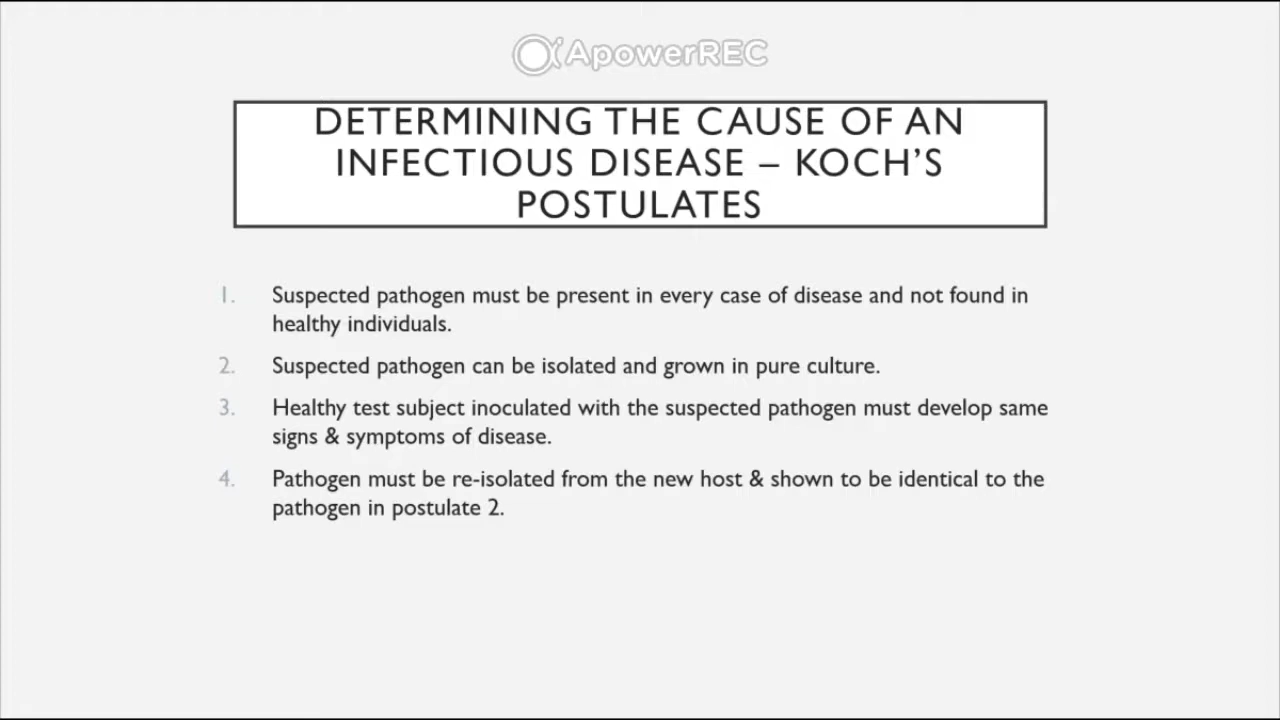 ApowerREC
DETERMINING THE CAUSE OF AN
INFECTIOUS DISEASE – KOCH’S
POSTULATES
1. Suspected pathogen must be present in every case of disease and not found in
healthy individuals.
2. Suspected pathogen can be isolated and grown in pure culture.
3. Healthy test subject inoculated with the suspected pathogen must develop same
signs & symptoms of disease.
4. Pathogen must be re-isolated from the new host & shown to be identical to the
pathogen in postulate 2.